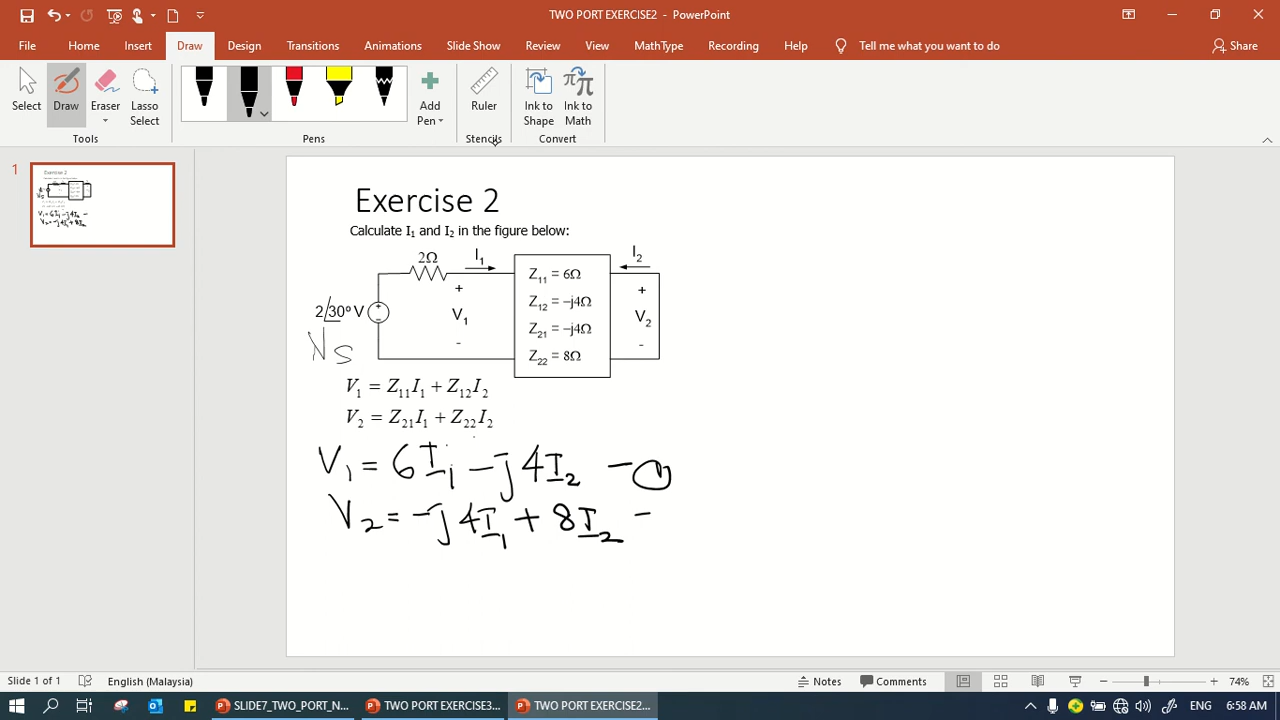 TWO PORT EXERCISE2 - PowerPoint
File Home Insert Draw Design Transitions Animations Slide Show Review View MathType Recording Help Tell me what you want to do Share
Select Draw Eraser Lasso Select Add Pen Ruler Ink to Shape Ink to Math
Tools Pens Stencils Convert
1
Exercise 2
Calculate I₁ and I₂ in the figure below:
2Ω I₁ I₂
Z₁₁ = 6Ω
+ +
Z₁₂ = –j4Ω
2/30º V + – V₁ V₂
Z₂₁ = –j4Ω
Vs - -
Z₂₂ = 8Ω
V₁ = Z₁₁I₁ + Z₁₂I₂
V₂ = Z₂₁I₁ + Z₂₂I₂
V₁ = 6I₁ – j4I₂ –
V₂ = –j4I₁ + 8I₂ –
Slide 1 of 1 English (Malaysia) Notes Comments 74%
SLIDE7_TWO_PORT_N... TWO PORT EXERCISE3... TWO PORT EXERCISE2... ENG 6:58 AM